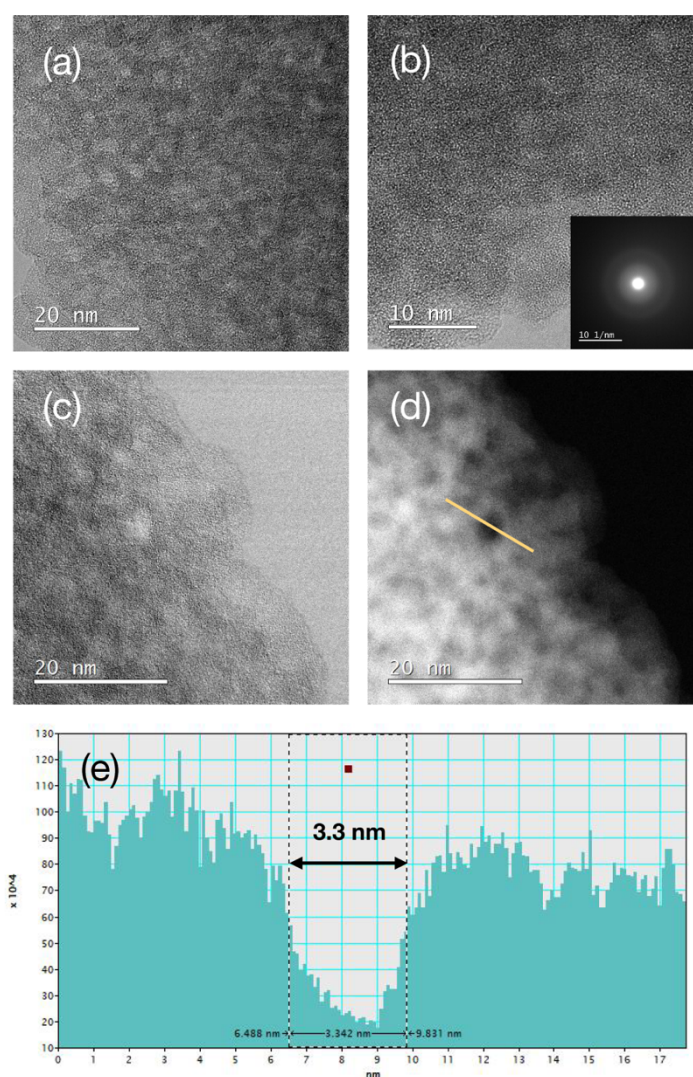 (a)
20 nm
(b)
10 nm
10 1/nm
(c)
20 nm
(d)
20 nm
(e)
130
120
110
100
90
80
70
60
50
40
30
20
10
x 10^4
3.3 nm
6.488 nm
3.342 nm
9.831 nm
0 1 2 3 4 5 6 7 8 9 10 11 12 13 14 15 16 17
nm